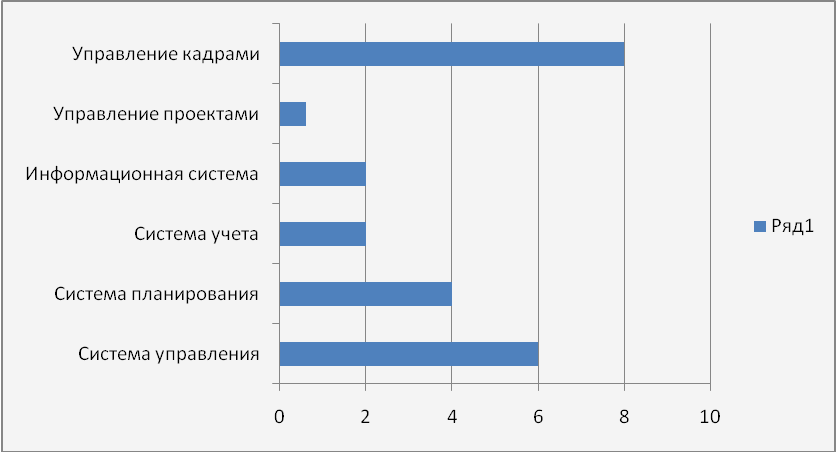 Управление кадрами
Управление проектами
Информационная система
Система учета
Система планирования
Система управления
0 2 4 6 8 10
Ряд1